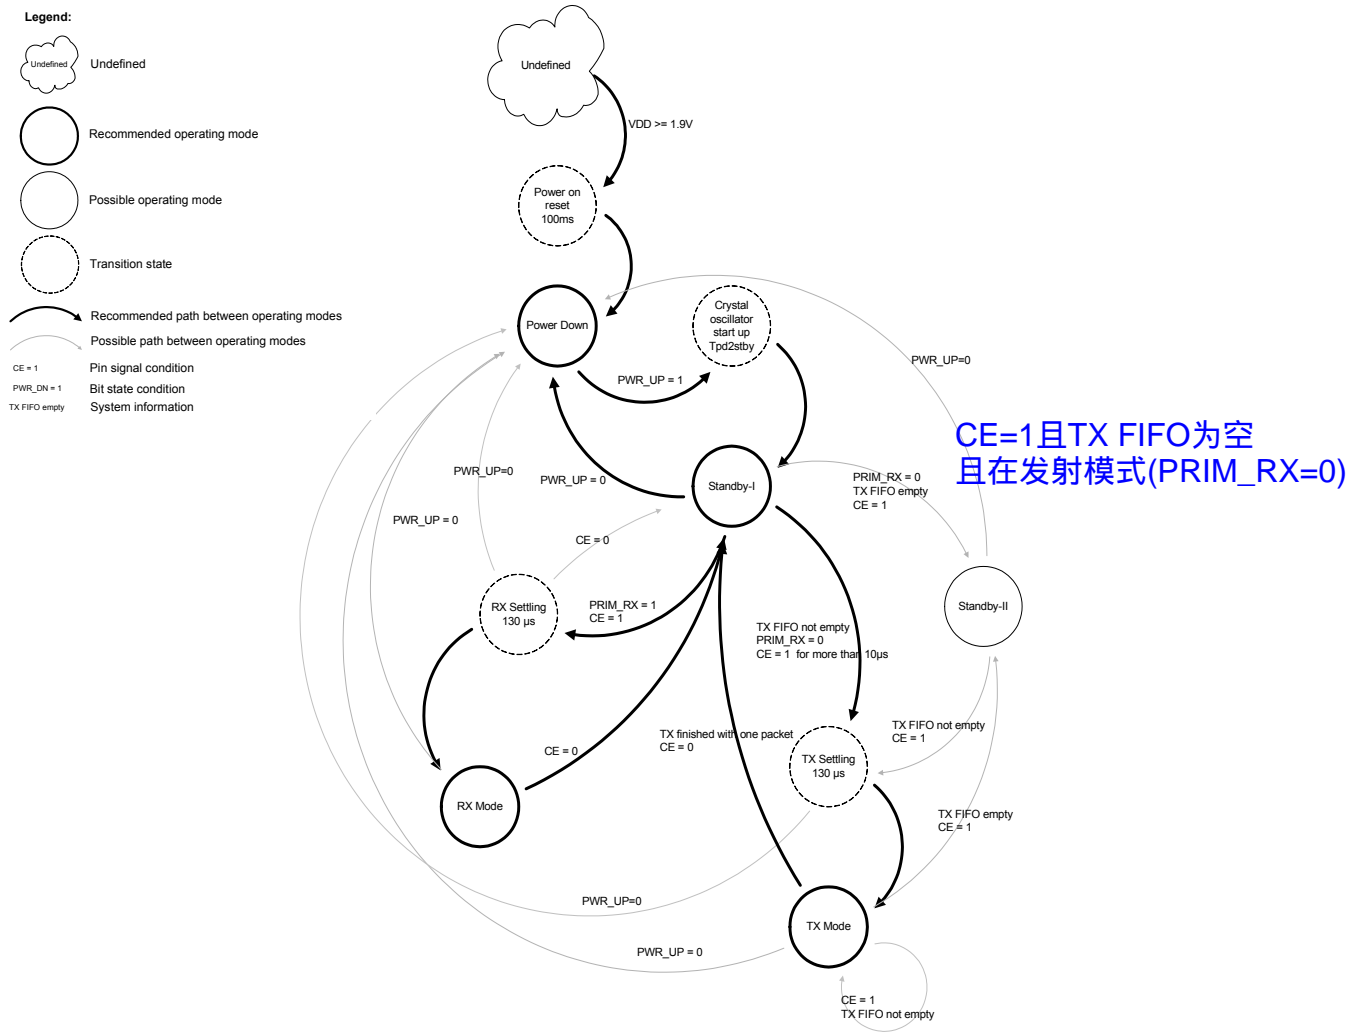 Legend:
Undefined
Undefined
Recommended operating mode
Possible operating mode
Transition state
Recommended path between operating modes
Possible path between operating modes
CE = 1
Pin signal condition
PWR_DN = 1
Bit state condition
TX FIFO empty
System information
Undefined
VDD >= 1.9V
Power on
reset
100ms
Power Down
Crystal
oscillator
start up
Tpd2stby
PWR_UP = 1
PWR_UP=0
CE=1且TX FIFO为空
且在发射模式(PRIM_RX=0)
PWR_UP=0
PWR_UP = 0
Standby-I
PRIM_RX = 0
TX FIFO empty
CE = 1
PWR_UP = 0
CE = 0
RX Settling
130 µs
PRIM_RX = 1
CE = 1
Standby-II
TX FIFO not empty
PRIM_RX = 0
CE = 1 for more than 10µs
TX finished with one packet
CE = 0
CE = 0
TX FIFO not empty
CE = 1
TX Settling
130 µs
RX Mode
TX FIFO empty
CE = 1
PWR_UP=0
TX Mode
PWR_UP = 0
CE = 1
TX FIFO not empty